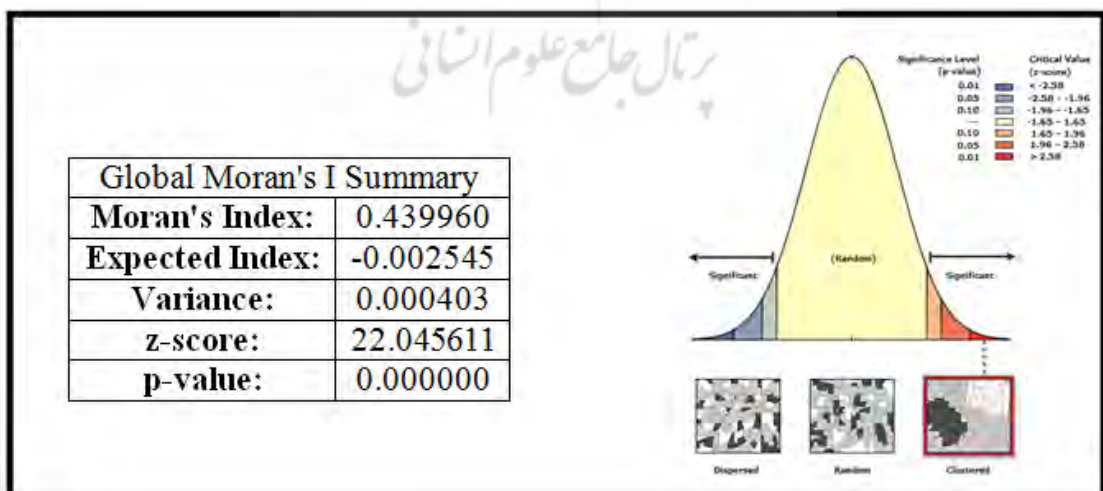 پرتال جامع علوم انسانی
Global Moran's I Summary
Moran's Index: 0.439960
Expected Index: -0.002545
Variance: 0.000403
z-score: 22.045611
p-value: 0.000000
Significance Level (p-value)
Critical Value (z-score)
0.01 < -2.58
0.05 -2.58 - -1.96
0.10 -1.96 - -1.65
— -1.65 - 1.65
0.10 1.65 - 1.96
0.05 1.96 - 2.58
0.01 > 2.58
Significant
(Random)
Significant
Dispersed
Random
Clustered